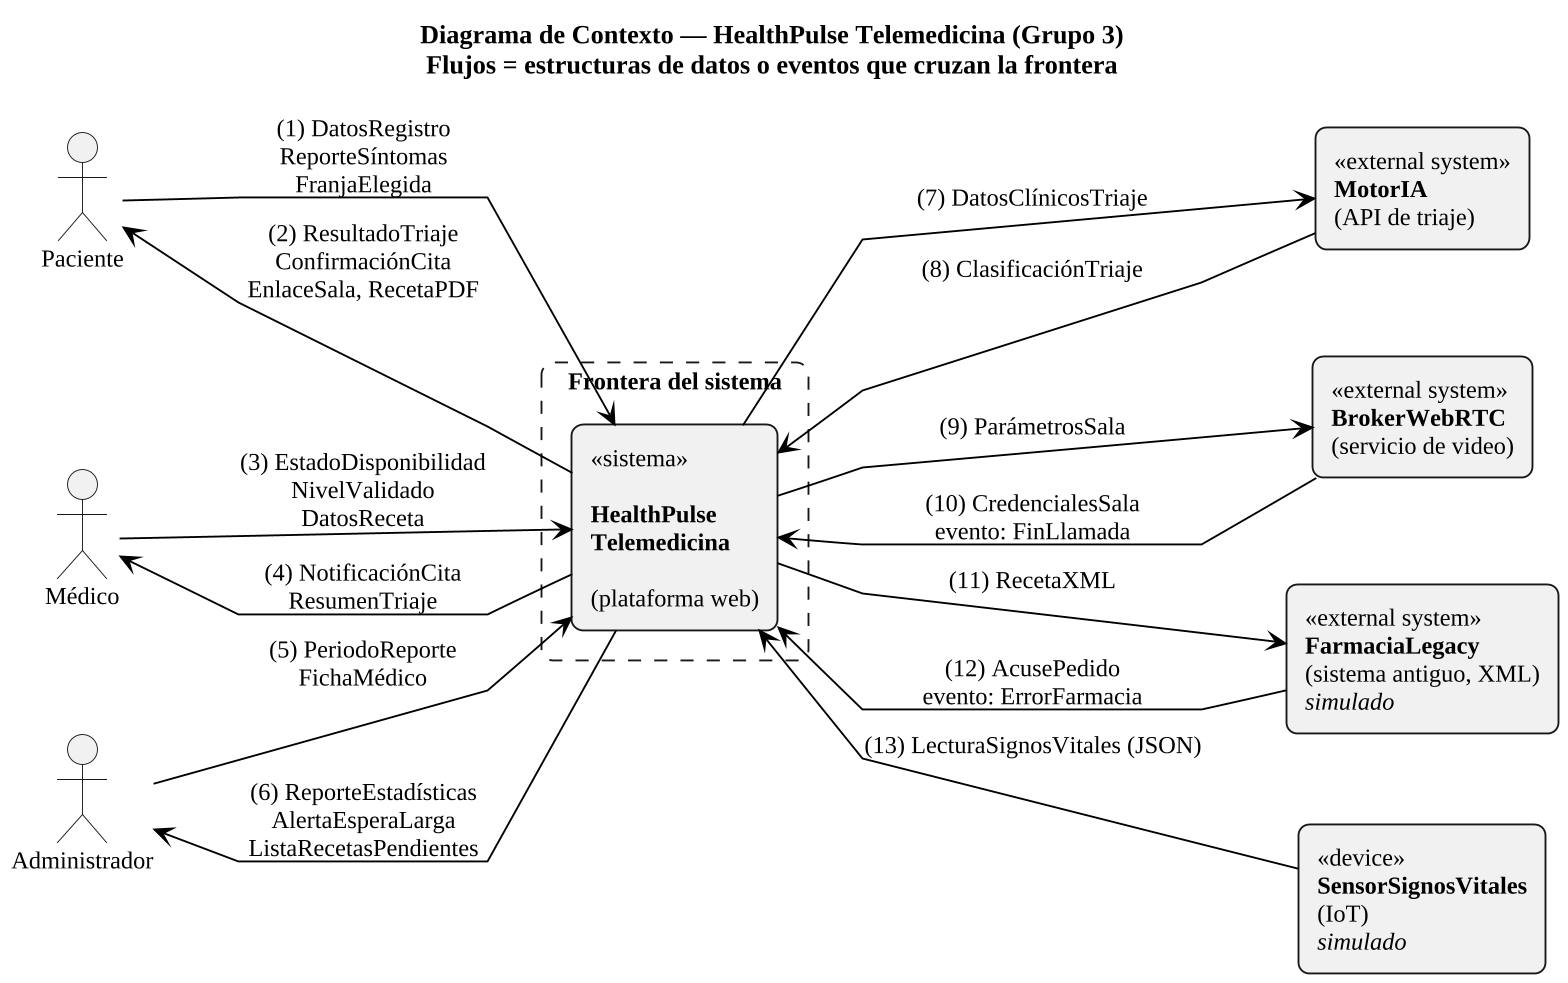 Diagrama de Contexto — HealthPulse Telemedicina (Grupo 3)
Flujos = estructuras de datos o eventos que cruzan la frontera
(1) DatosRegistro
ReporteSíntomas
FranjaElegida
Paciente
(2) ResultadoTriaje
ConfirmaciónCita
EnlaceSala, RecetaPDF
(3) EstadoDisponibilidad
NivelValidado
DatosReceta
Médico
(4) NotificaciónCita
ResumenTriaje
(5) PeriodoReporte
FichaMédico
(6) ReporteEstadísticas
AlertaEsperaLarga
ListaRecetasPendientes
Administrador
Frontera del sistema
«sistema»
HealthPulse
Telemedicina
(plataforma web)
(7) DatosClínicosTriaje
(8) ClasificaciónTriaje
(9) ParámetrosSala
(10) CredencialesSala
evento: FinLlamada
(11) RecetaXML
(12) AcusePedido
evento: ErrorFarmacia
(13) LecturaSignosVitales (JSON)
«external system»
MotorIA
(API de triaje)
«external system»
BrokerWebRTC
(servicio de video)
«external system»
FarmaciaLegacy
(sistema antiguo, XML)
simulado
«device»
SensorSignosVitales
(IoT)
simulado